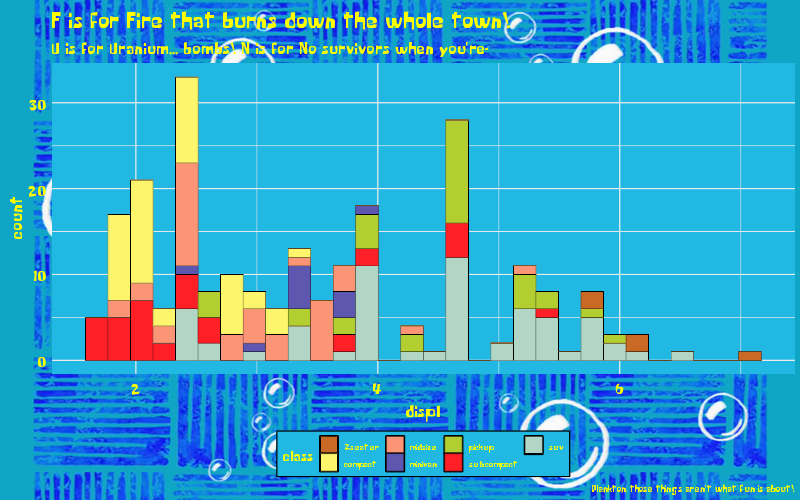 F is for Fire that burns down the whole town!
U is for Uranium... bombs! N is for No survivors when you're-
count
30
20
10
0
2
4
6
displ
class
2seater
midsize
pickup
suv
compact
minivan
subcompact
Plankton, those things aren't what fun is about!